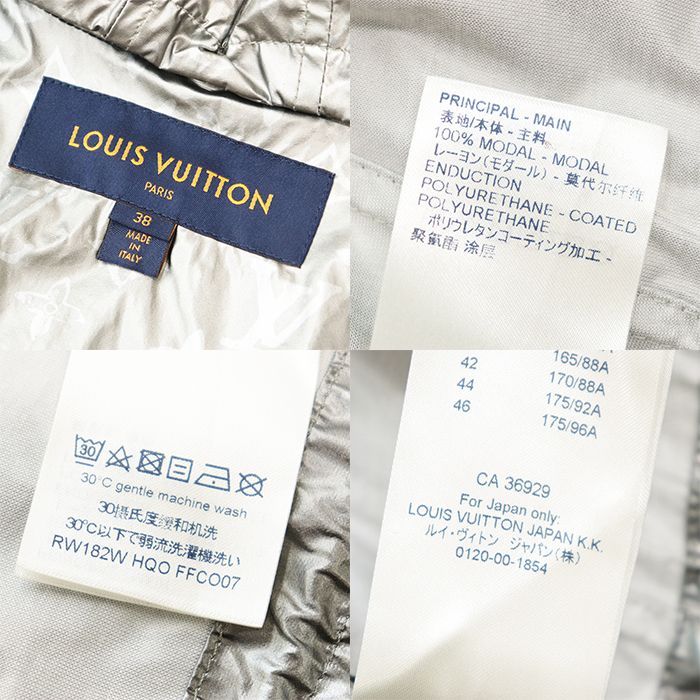 LOUIS VUITTON
PARIS
38
MADE IN
ITALY
PRINCIPAL - MAIN
表地/本体 - 主料
100% MODAL - MODAL
レーヨン(モダール) - 莫代尔纤维
ENDUCTION
POLYURETHANE - COATED
POLYURETHANE
ポリウレタンコーティング加工 -
聚氨酯 涂层
30
30°C gentle machine wash
30摄氏度缓和机洗
30℃以下で弱流洗濯機洗い
RW182W HQO FFCO07
165/88A
42 170/88A
44 175/92A
46 175/96A
CA 36929
For Japan only:
LOUIS VUITTON JAPAN K.K.
ルイ・ヴィトン ジャパン(株)
0120-00-1854